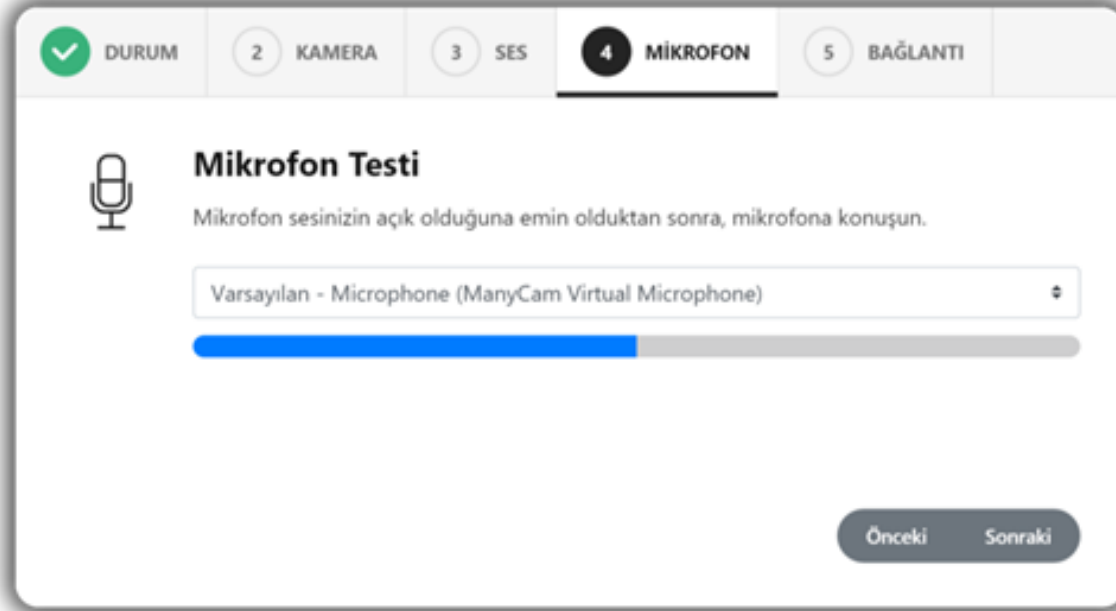 DURUM
2 KAMERA
3 SES
4 MİKROFON
5 BAĞLANTI
Mikrofon Testi
Mikrofon sesinizin açık olduğuna emin olduktan sonra, mikrofona konuşun.
Varsayılan - Microphone (ManyCam Virtual Microphone)
Önceki Sonraki